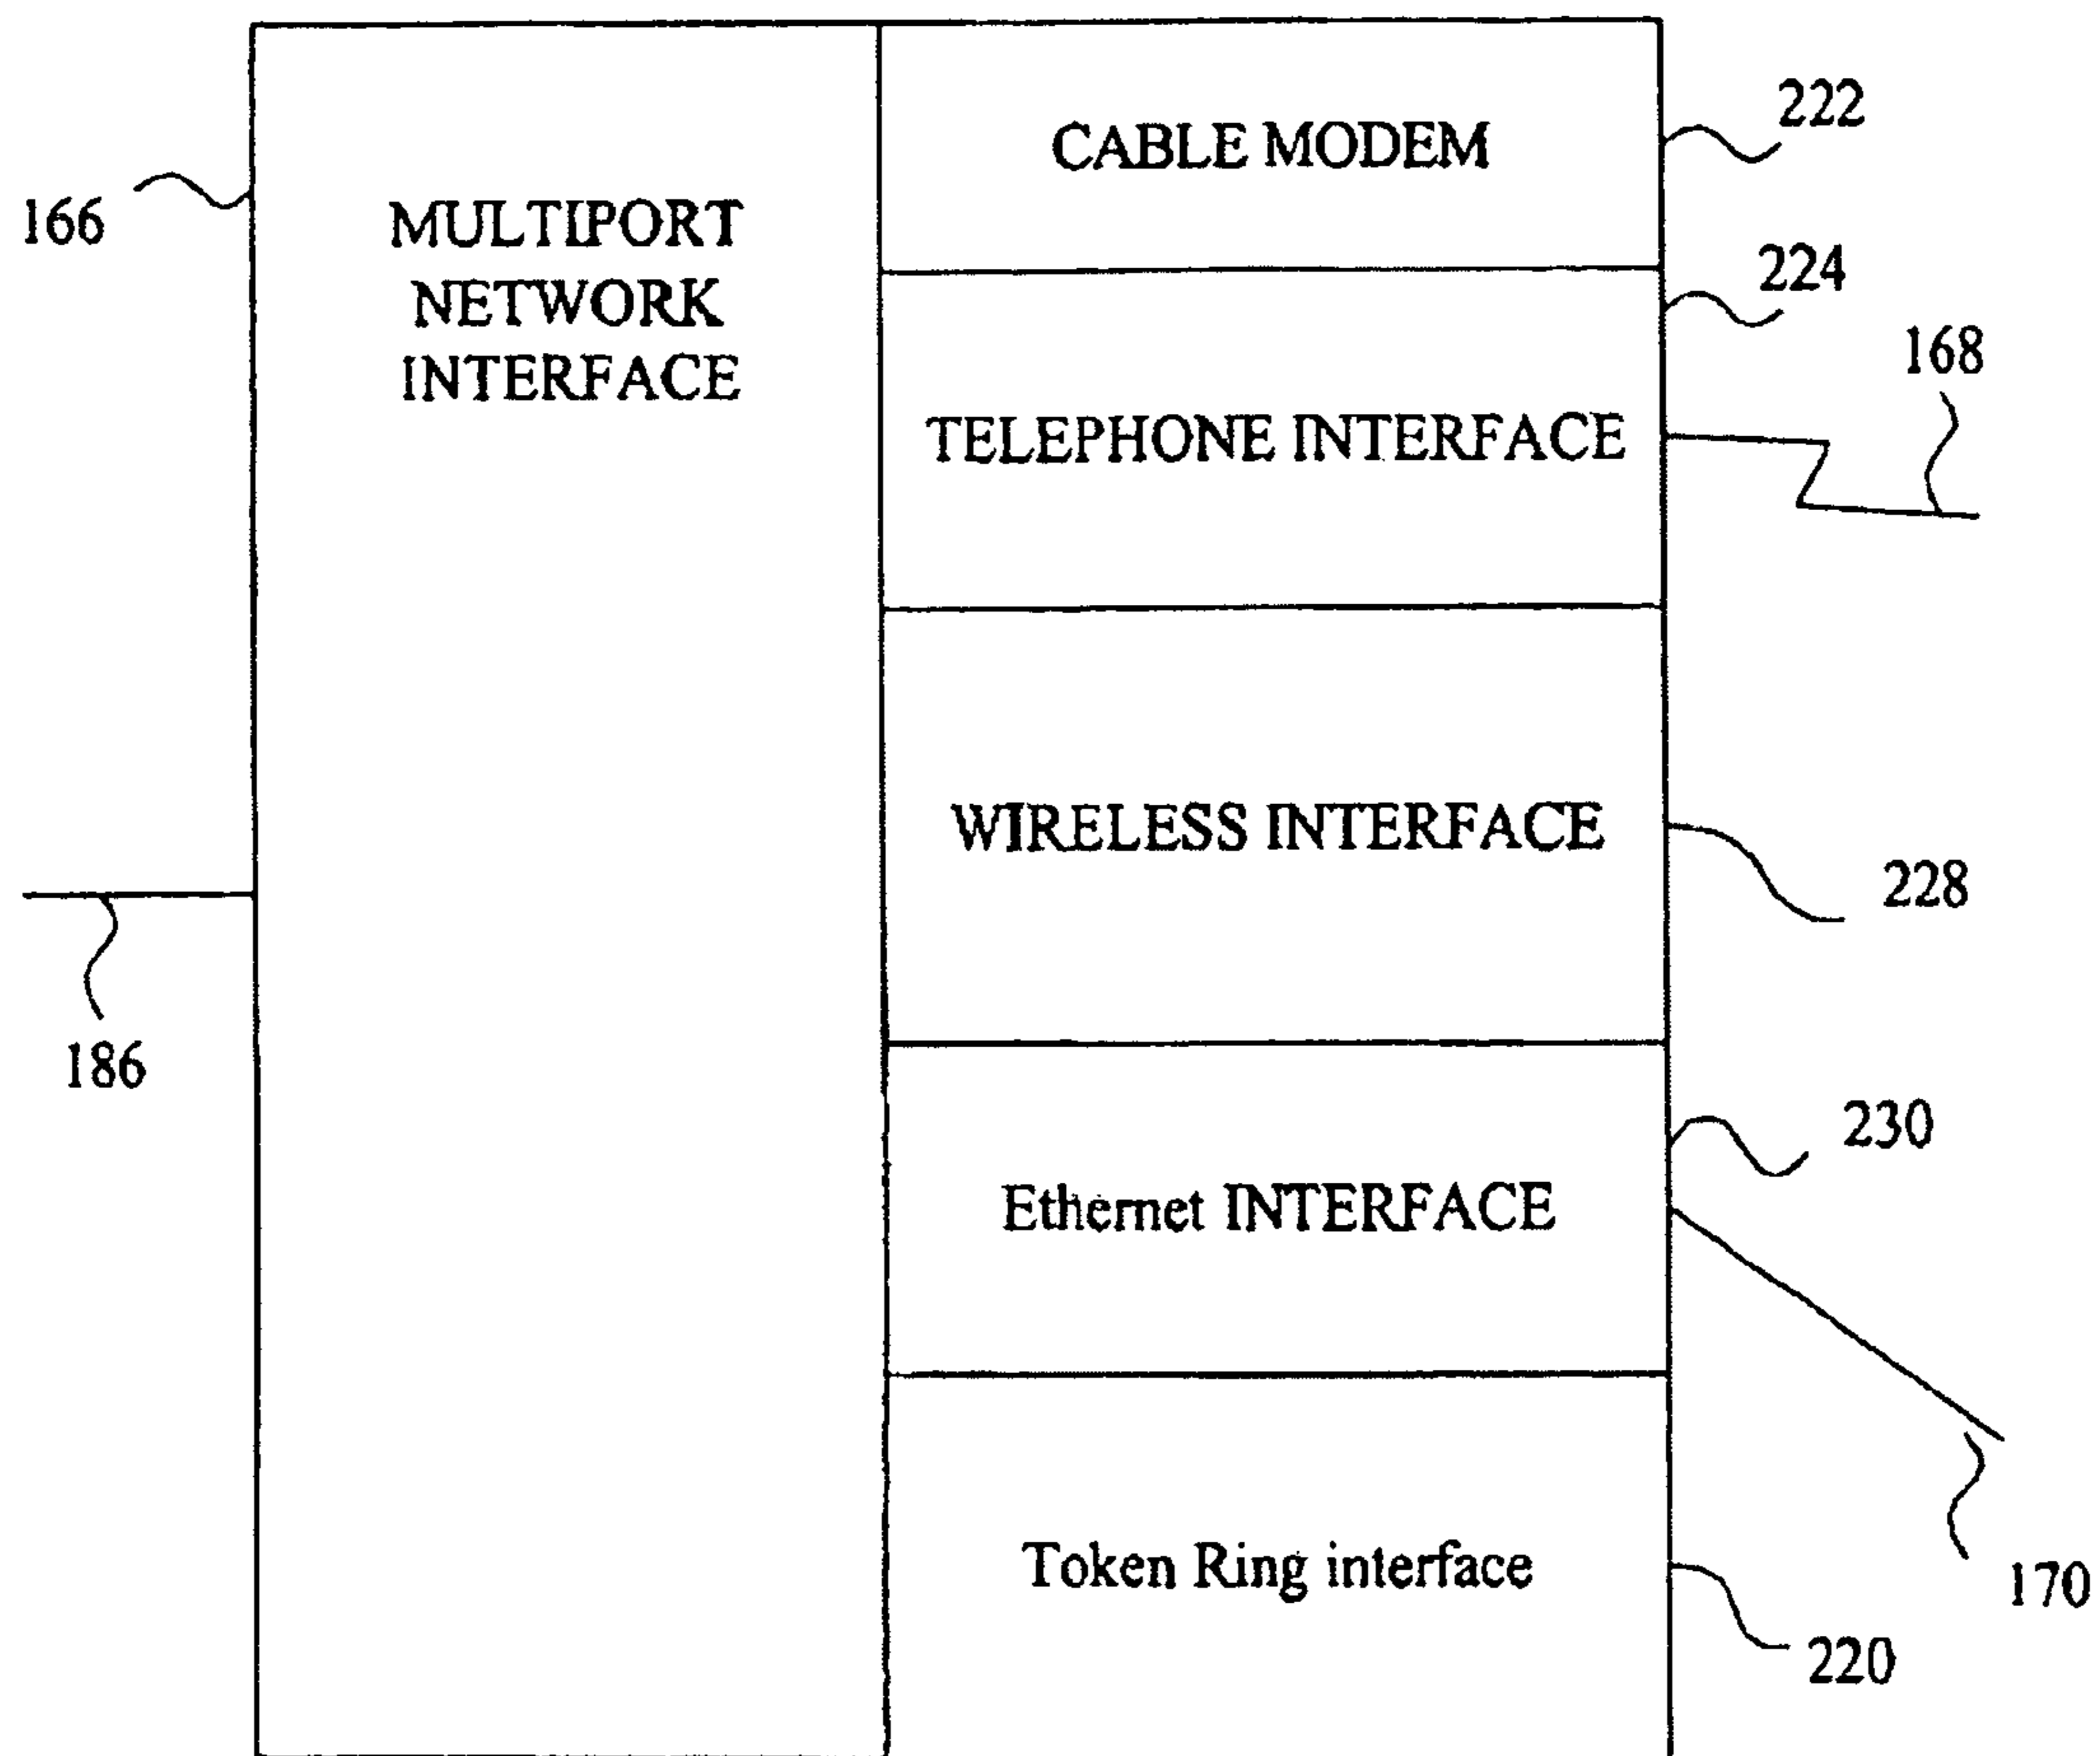 CABLE MODEM
222
166
MULTIPORT
NETWORK
INTERFACE
224
168
TELEPHONE INTERFACE
WIRELESS INTERFACE
228
186
230
Ethernet INTERFACE
Token Ring interface
170
220